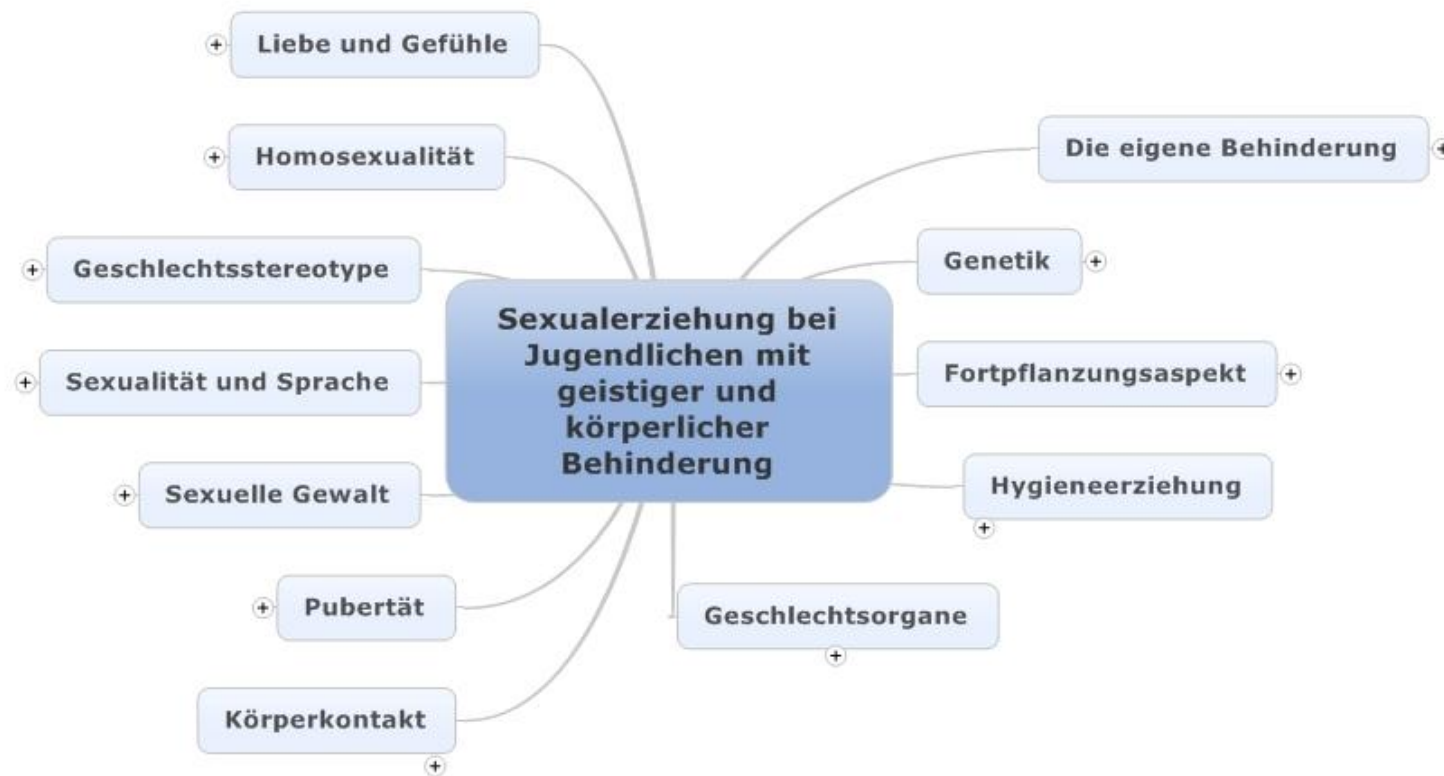 Liebe und Gefühle
Homosexualität
Geschlechtsstereotype
Sexualität und Sprache
Sexuelle Gewalt
Pubertät
Körperkontakt
Sexualerziehung bei
Jugendlichen mit
geistiger und
körperlicher
Behinderung
Die eigene Behinderung
Genetik
Fortpflanzungsaspekt
Hygieneerziehung
Geschlechtsorgane